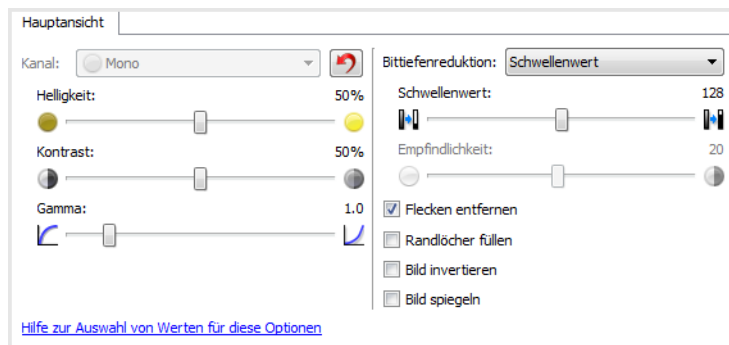 Hauptansicht
Kanal: Mono
Helligkeit: 50%
Kontrast: 50%
Gamma: 1.0
Hilfe zur Auswahl von Werten für diese Optionen
Bittiefenreduktion: Schwellenwert
Schwellenwert: 128
Empfindlichkeit: 20
Flecken entfernen
Randlöcher füllen
Bild invertieren
Bild spiegeln